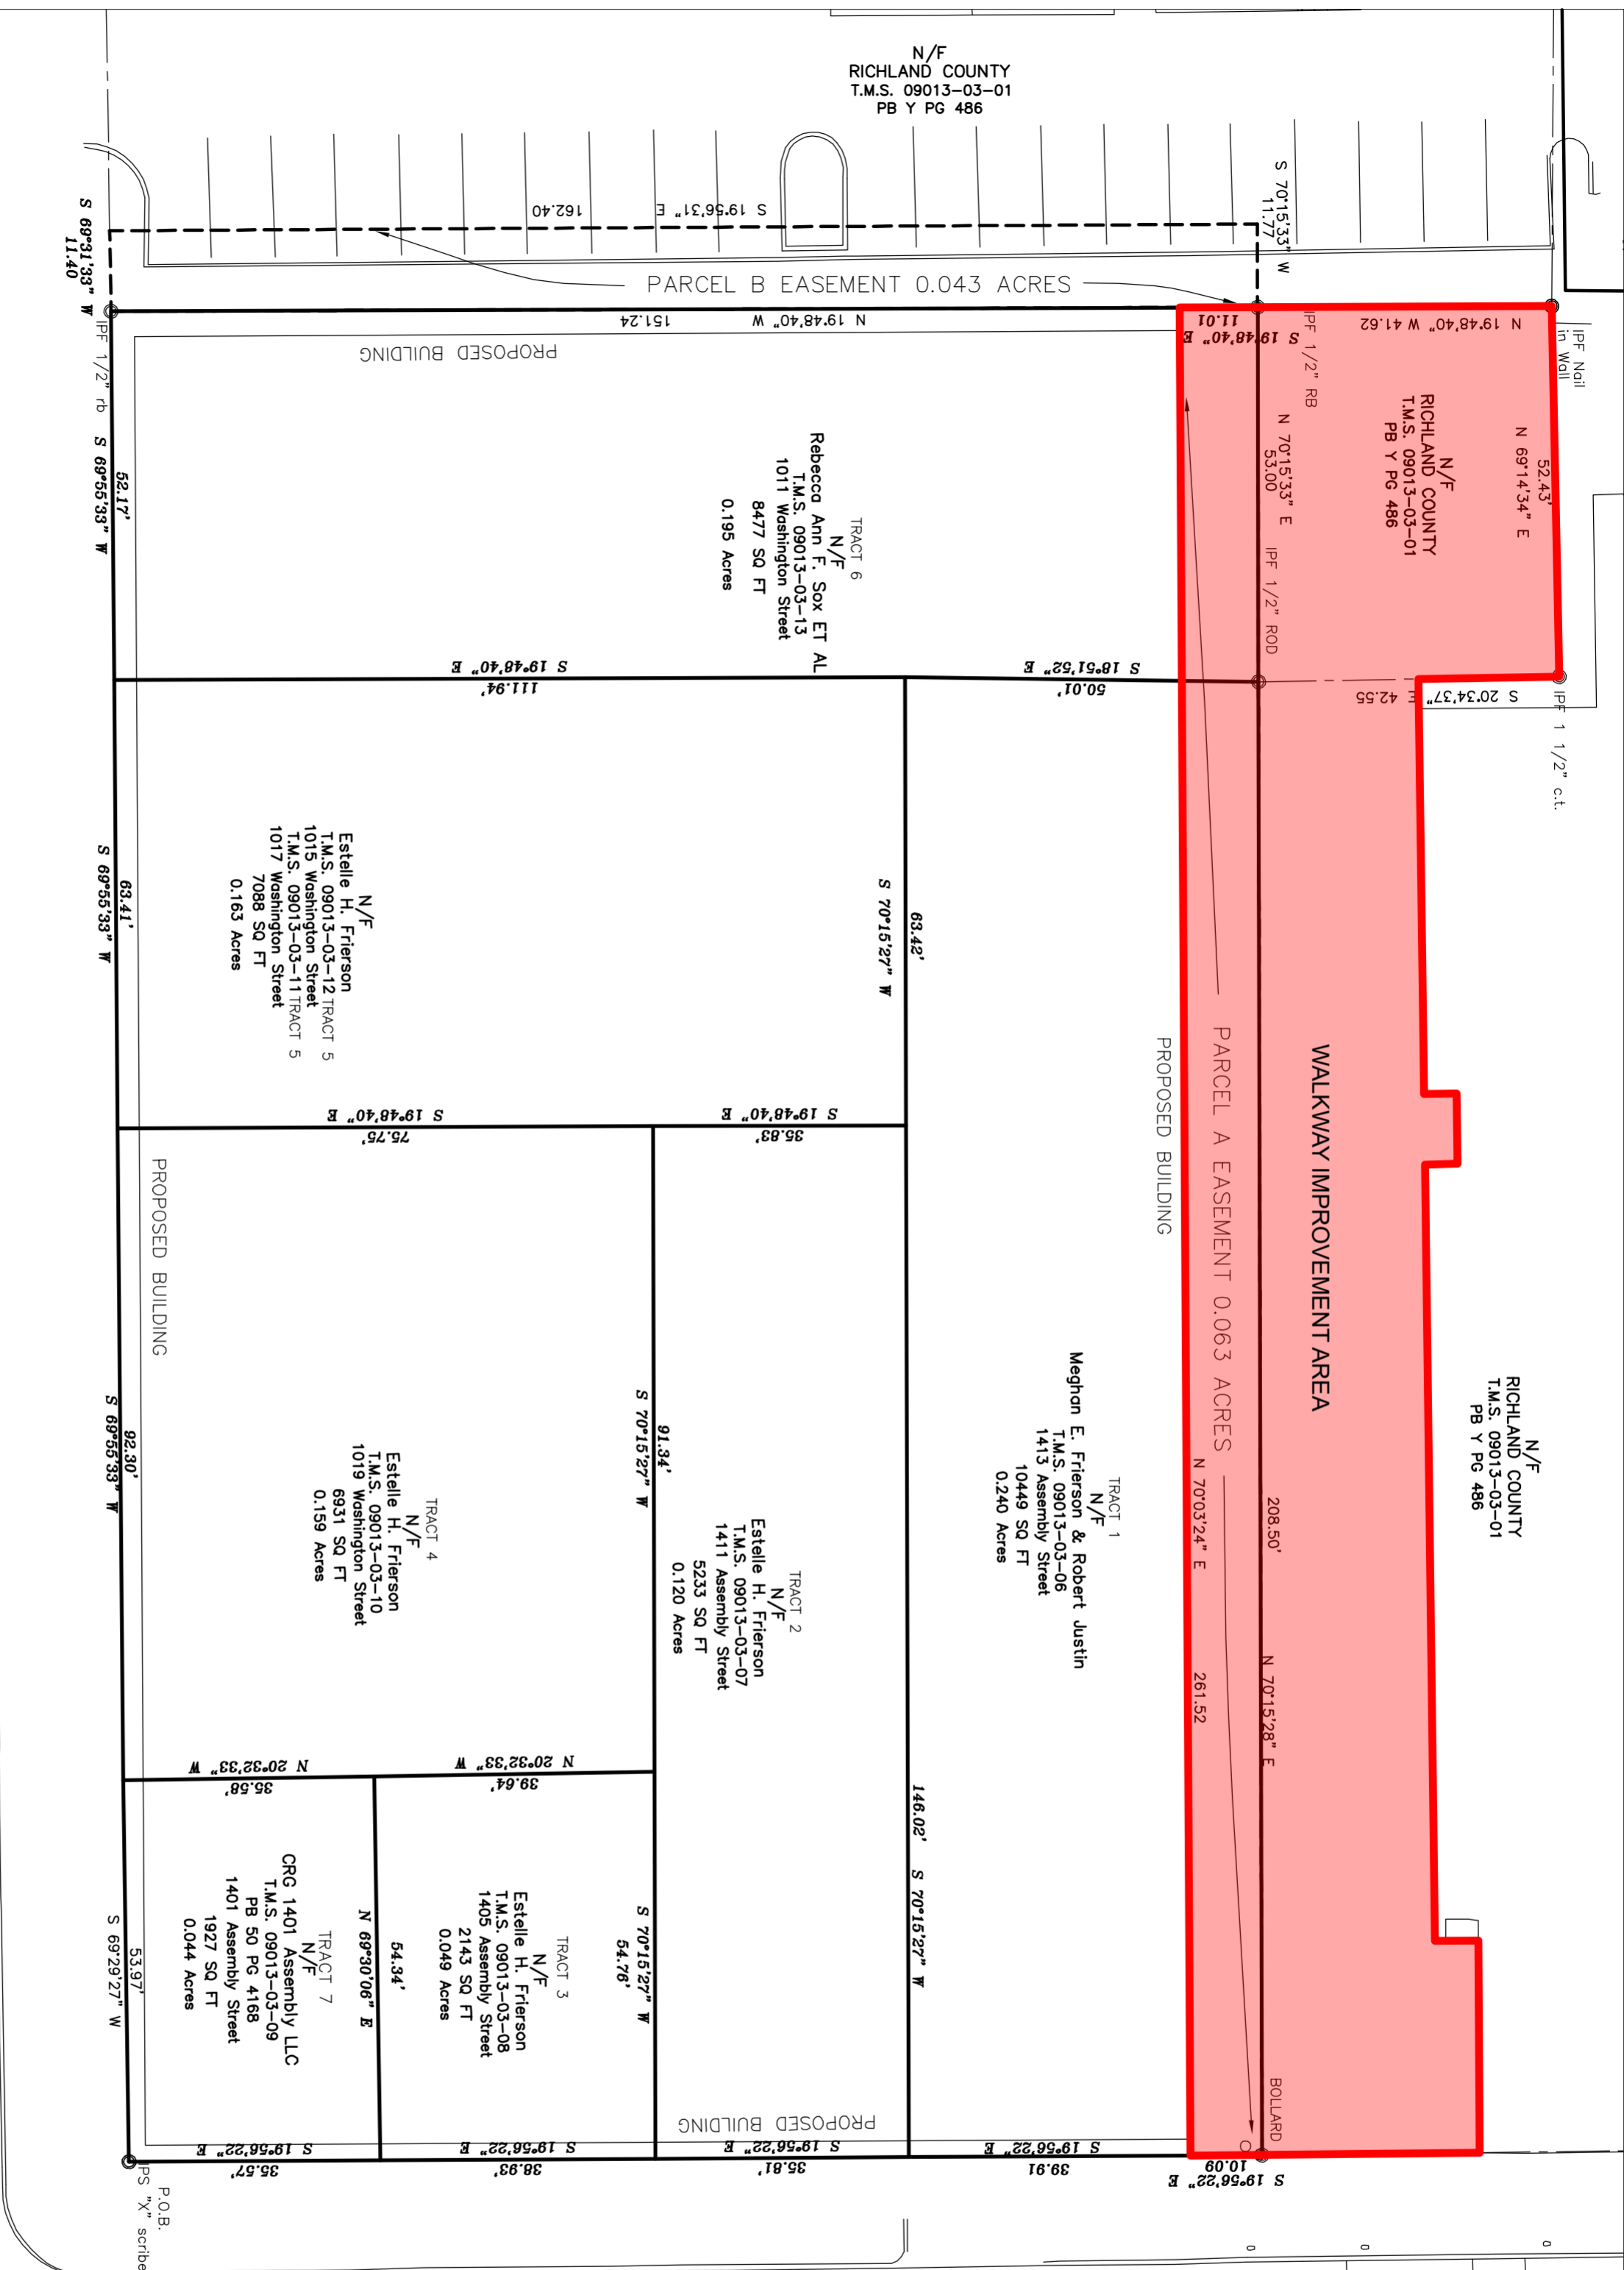 N/F
RICHLAND COUNTY
T.M.S. 09013-03-01
PB Y PG 486
S 70°15'33" W
11.77
S 19°56'31" E
162.40
S 69°31'33" W
11.40
PARCEL B EASEMENT 0.043 ACRES
N 19°48'40" W
151.24
PROPOSED BUILDING
IPF 1/2" rb
S 19°48'40" E
11.01
IPF 1/2" RB
N 19°48'40" W 41.62
IPF Nail
in Wall
52.43'
N 69°14'34" E
N/F
RICHLAND COUNTY
T.M.S. 09013-03-01
PB Y PG 486
N 70°15'33" E
53.00
IPF 1/2" ROD
S 20°34'37" E 42.55
IPF 1 1/2" c.t.
TRACT 6
N/F
Rebecca Ann F. Sox ET AL
T.M.S. 09013-03-13
1011 Washington Street
8477 SQ FT
0.195 Acres
52.17'
S 69°55'33" W
S 19°48'40" E
111.94'
S 18°51'52" E
50.01'
N/F
Estelle H. Frierson
T.M.S. 09013-03-12 TRACT 5
1015 Washington Street
T.M.S. 09013-03-11 TRACT 5
1017 Washington Street
7088 SQ FT
0.163 Acres
63.41'
S 69°55'33" W
63.42'
S 70°15'27" W
S 19°48'40" E
75.75'
S 19°48'40" E
35.83'
PROPOSED BUILDING
WALKWAY IMPROVEMENT AREA
PARCEL A EASEMENT 0.063 ACRES
PROPOSED BUILDING
N/F
RICHLAND COUNTY
T.M.S. 09013-03-01
PB Y PG 486
208.50'
N 70°15'28" E
N 70°03'24" E
261.52
TRACT 1
N/F
Meghan E. Frierson & Robert Justin
T.M.S. 09013-03-06
1413 Assembly Street
10449 SQ FT
0.240 Acres
91.34'
S 70°15'27" W
TRACT 2
N/F
Estelle H. Frierson
T.M.S. 09013-03-07
1411 Assembly Street
5233 SQ FT
0.120 Acres
TRACT 4
N/F
Estelle H. Frierson
T.M.S. 09013-03-10
1019 Washington Street
6931 SQ FT
0.159 Acres
92.30'
S 69°55'33" W
N 20°32'33" W
35.58'
N 20°32'33" W
39.64'
146.02'
S 70°15'27" W
S 70°15'27" W
54.76'
TRACT 3
N/F
Estelle H. Frierson
T.M.S. 09013-03-08
1405 Assembly Street
2143 SQ FT
0.049 Acres
54.34'
N 69°30'06" E
TRACT 7
N/F
CRG 1401 Assembly LLC
T.M.S. 09013-03-09
PB 50 PG 4168
1401 Assembly Street
1927 SQ FT
0.044 Acres
53.97'
S 69°29'27" W
PROPOSED BUILDING
BOLLARD
S 19°56'22" E
35.57'
S 19°56'22" E
38.93'
S 19°56'22" E
35.81'
S 19°56'22" E
39.91
10.09
S 19°56'22" E
P.O.B.
IPS "X" scribe